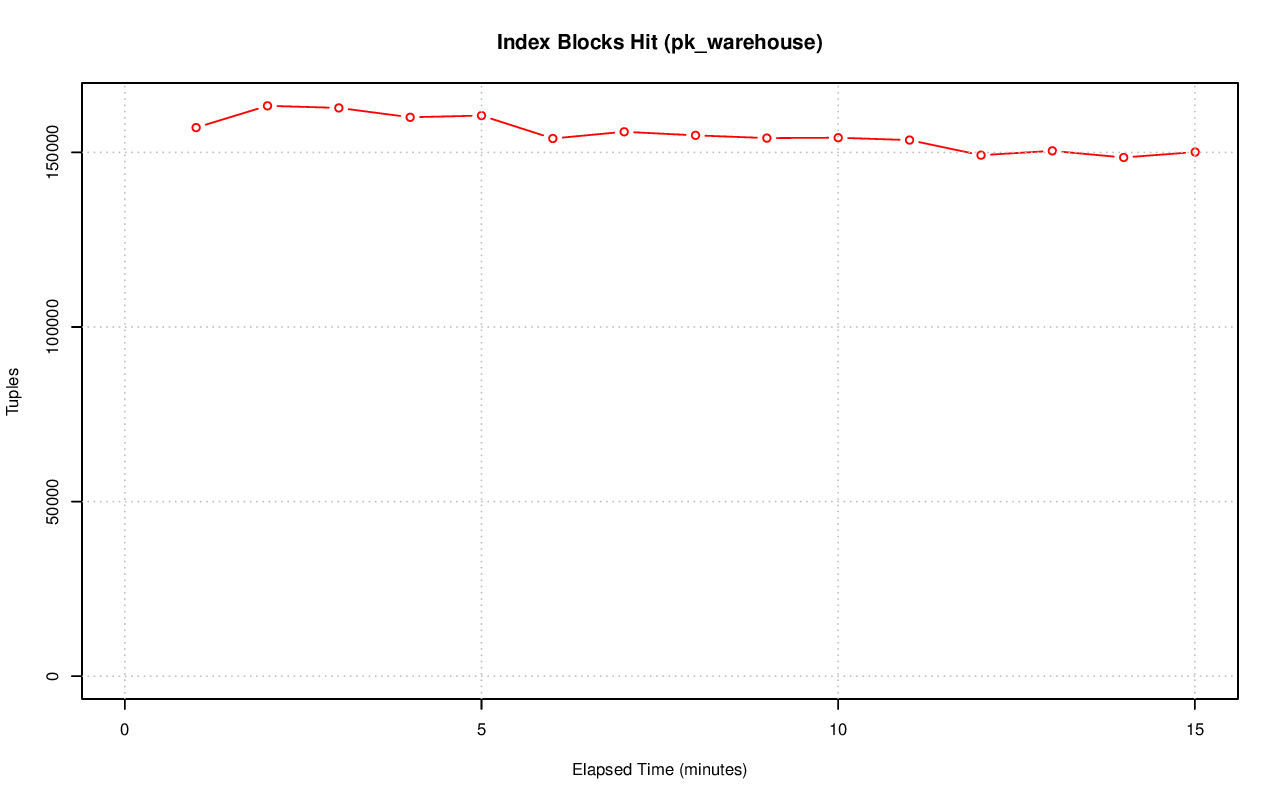 Index Blocks Hit (pk_warehouse)
150000
100000
50000
0
Tuples
0 5 10 15
Elapsed Time (minutes)